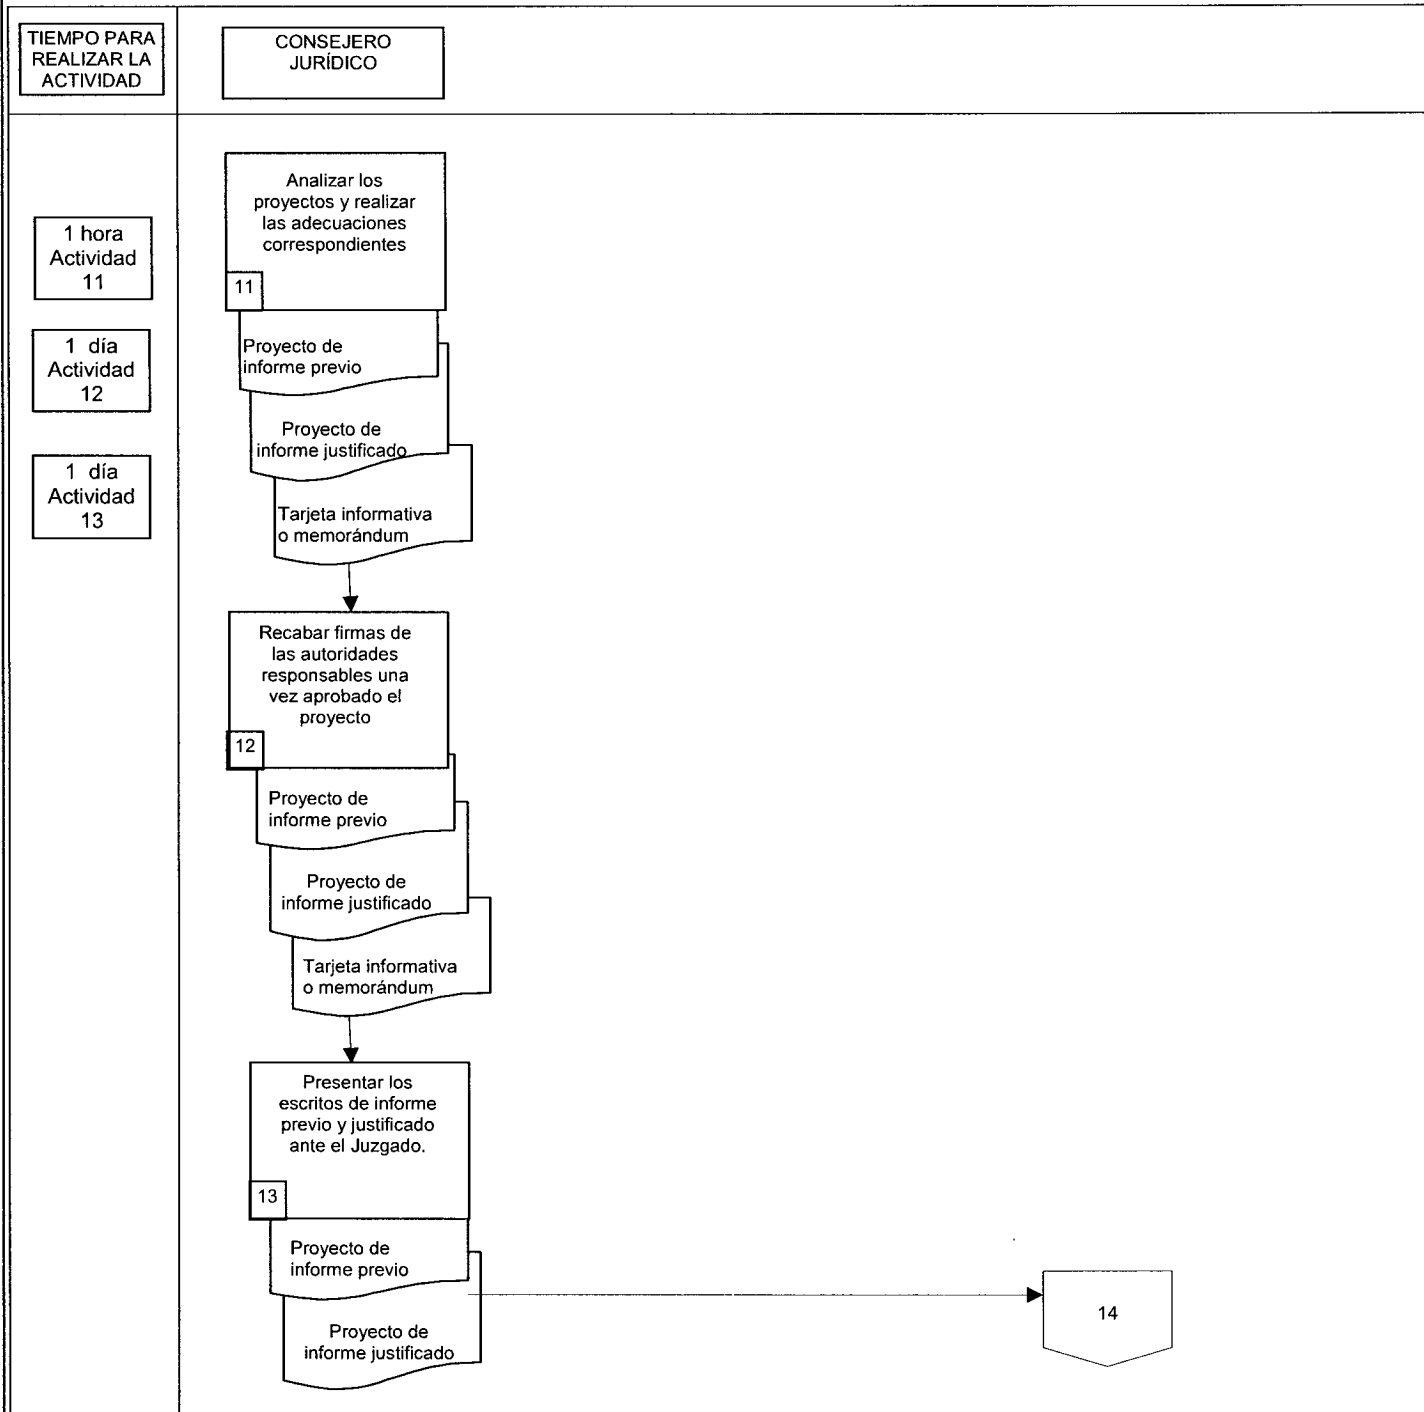 TIEMPO PARA
REALIZAR LA
ACTIVIDAD
CONSEJERO
JURÍDICO
1 hora
Actividad
11
1 día
Actividad
12
1 día
Actividad
13
Analizar los
proyectos y realizar
las adecuaciones
correspondientes
11
Proyecto de
informe previo
Proyecto de
informe justificado
Tarjeta informativa
o memorándum
Recabar firmas de
las autoridades
responsables una
vez aprobado el
proyecto
12
Proyecto de
informe previo
Proyecto de
informe justificado
Tarjeta informativa
o memorándum
Presentar los
escritos de informe
previo y justificado
ante el Juzgado.
13
Proyecto de
informe previo
Proyecto de
informe justificado
14